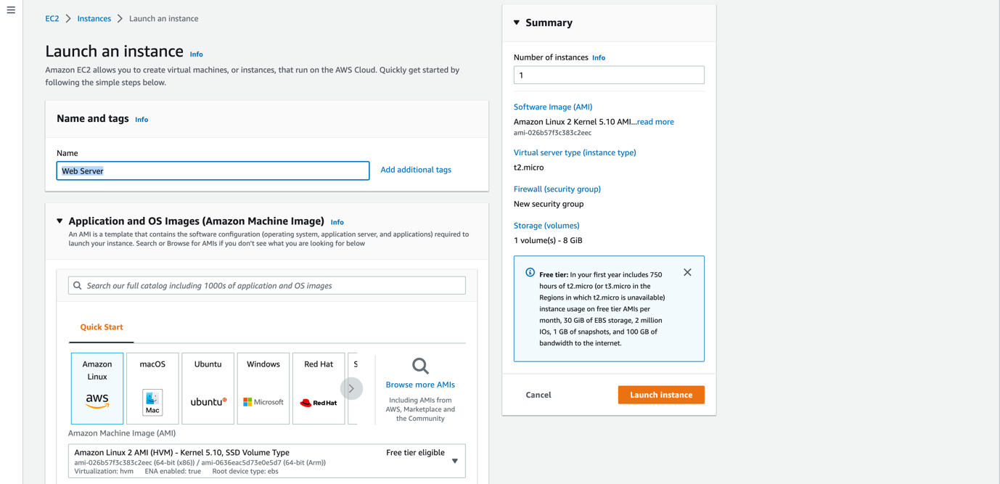 EC2 > Instances > Launch an instance
Launch an instance Info
Amazon EC2 allows you to create virtual machines, or instances, that run on the AWS Cloud. Quickly get started by
following the simple steps below.
Name and tags Info
Name
Web Server
Add additional tags
Application and OS Images (Amazon Machine Image) Info
An AMI is a template that contains the software configuration (operating system, application server, and applications) required to
launch your instance. Search or Browse for AMIs if you don't see what you are looking for below
Search our full catalog including 1000s of application and OS images
Quick Start
Amazon
Linux
aws
macOS
Mac
Ubuntu
ubuntu
Windows
Microsoft
Red Hat
Red Hat
S
Browse more AMIs
Including AMIs from
AWS, Marketplace and
the Community
Amazon Machine Image (AMI)
Amazon Linux 2 AMI (HVM) - Kernel 5.10, SSD Volume Type
Free tier eligible
ami-026b57f3c383c2eec (64-bit (x86)) / ami-0636eac5d73e0e5d7 (64-bit (Arm))
Virtualization: hvm ENA enabled: true Root device type: ebs
Summary
Number of instances Info
1
Software Image (AMI)
Amazon Linux 2 Kernel 5.10 AMI...read more
ami-026b57f3c383c2eec
Virtual server type (instance type)
t2.micro
Firewall (security group)
New security group
Storage (volumes)
1 volume(s) - 8 GiB
Free tier: In your first year includes 750
hours of t2.micro (or t3.micro in the
Regions in which t2.micro is unavailable)
instance usage on free tier AMIs per
month, 30 GiB of EBS storage, 2 million
IOs, 1 GB of snapshots, and 100 GB of
bandwidth to the internet.
Cancel
Launch instance